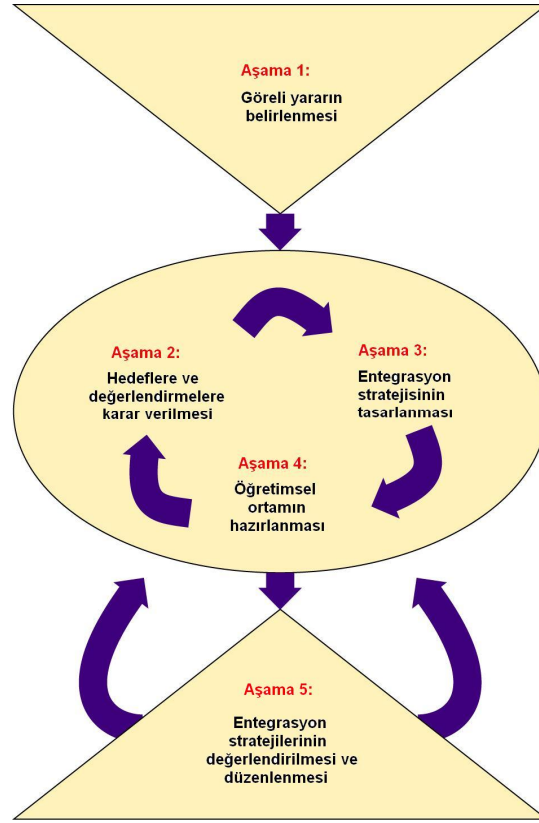 Aşama 1:
Göreli yararın
belirlenmesi
Aşama 2:
Hedeflere ve
değerlendirmelere
karar verilmesi
Aşama 3:
Entegrasyon
stratejisinin
tasarlanması
Aşama 4:
Öğretimsel
ortamın
hazırlanması
Aşama 5:
Entegrasyon
stratejilerinin
değerlendirilmesi ve
düzenlenmesi